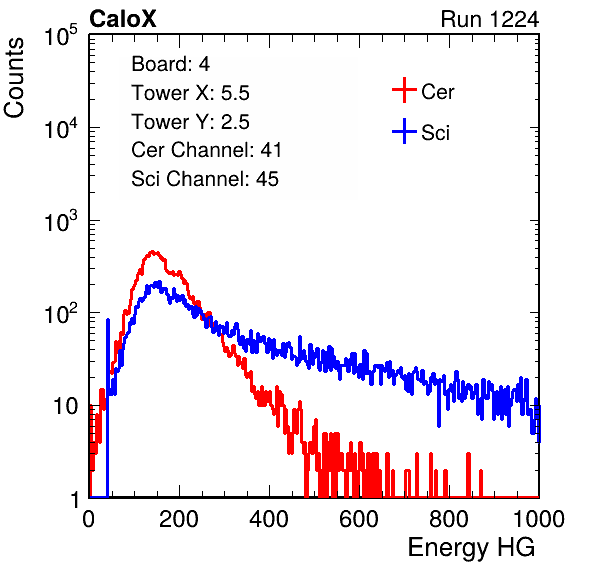 CaloX Run 1224
Counts
Board: 4
Tower X: 5.5
Tower Y: 2.5
Cer Channel: 41
Sci Channel: 45
Cer
Sci
10^5
10^4
10^3
10^2
10
1
0 200 400 600 800 1000
Energy HG